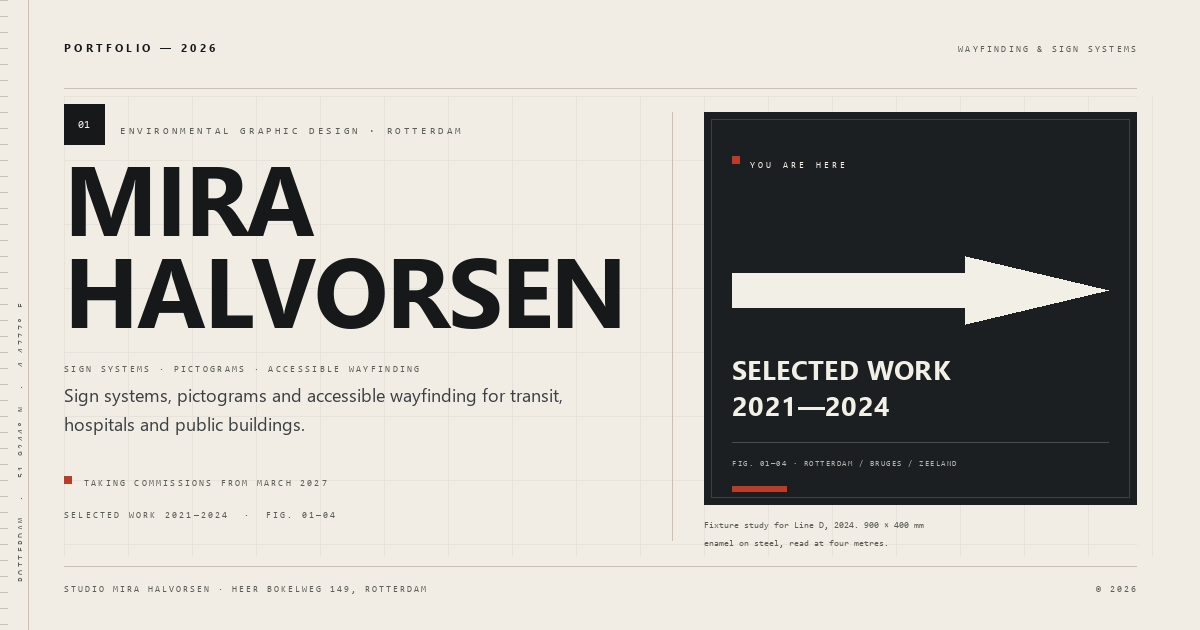 PORTFOLIO — 2026
WAYFINDING & SIGN SYSTEMS
01
ENVIRONMENTAL GRAPHIC DESIGN · ROTTERDAM
MIRA
HALVORSEN
SIGN SYSTEMS · PICTOGRAMS · ACCESSIBLE WAYFINDING
Sign systems, pictograms and accessible wayfinding for transit,
hospitals and public buildings.
TAKING COMMISSIONS FROM MARCH 2027
SELECTED WORK 2021—2024 · FIG. 01—04
YOU ARE HERE
SELECTED WORK
2021—2024
FIG. 01—04 · ROTTERDAM / BRUGES / ZEELAND
Fixture study for Line D, 2024. 900 × 400 mm
enamel on steel, read at four metres.
STUDIO MIRA HALVORSEN · HEER BOKELWEG 149, ROTTERDAM
© 2026